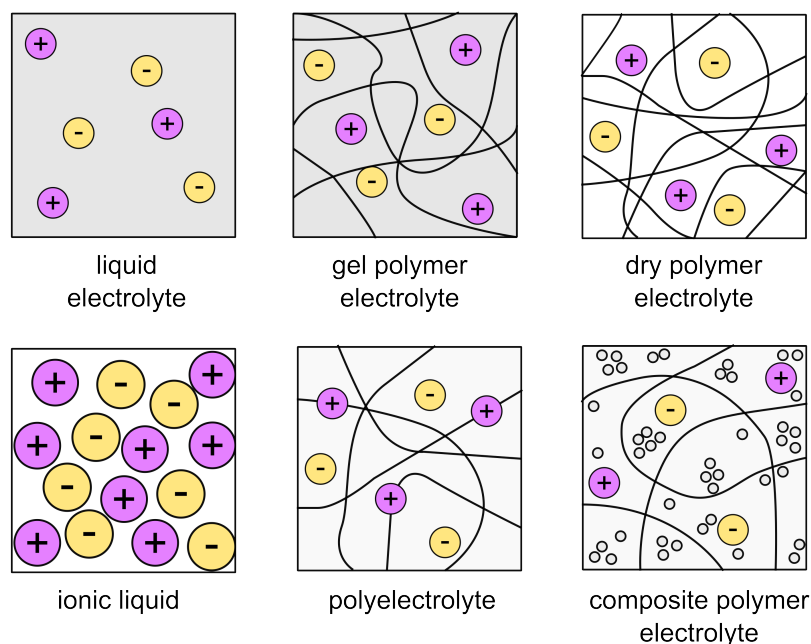 liquid
electrolyte
gel polymer
electrolyte
dry polymer
electrolyte
ionic liquid
polyelectrolyte
composite polymer
electrolyte